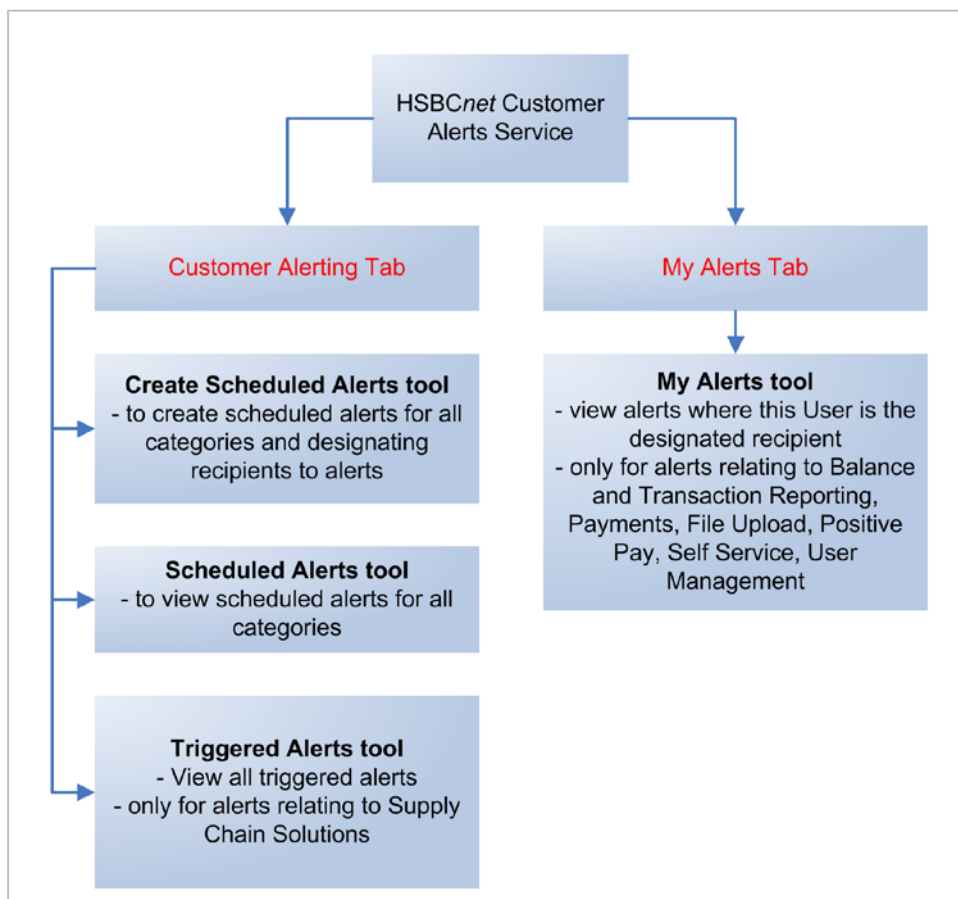 HSBCnet Customer
Alerts Service
Customer Alerting Tab
My Alerts Tab
Create Scheduled Alerts tool
- to create scheduled alerts for all
categories and designating
recipients to alerts
My Alerts tool
- view alerts where this User is the
designated recipient
- only for alerts relating to Balance
and Transaction Reporting,
Payments, File Upload, Positive
Pay, Self Service, User
Management
Scheduled Alerts tool
- to view scheduled alerts for all
categories
Triggered Alerts tool
- View all triggered alerts
- only for alerts relating to Supply
Chain Solutions